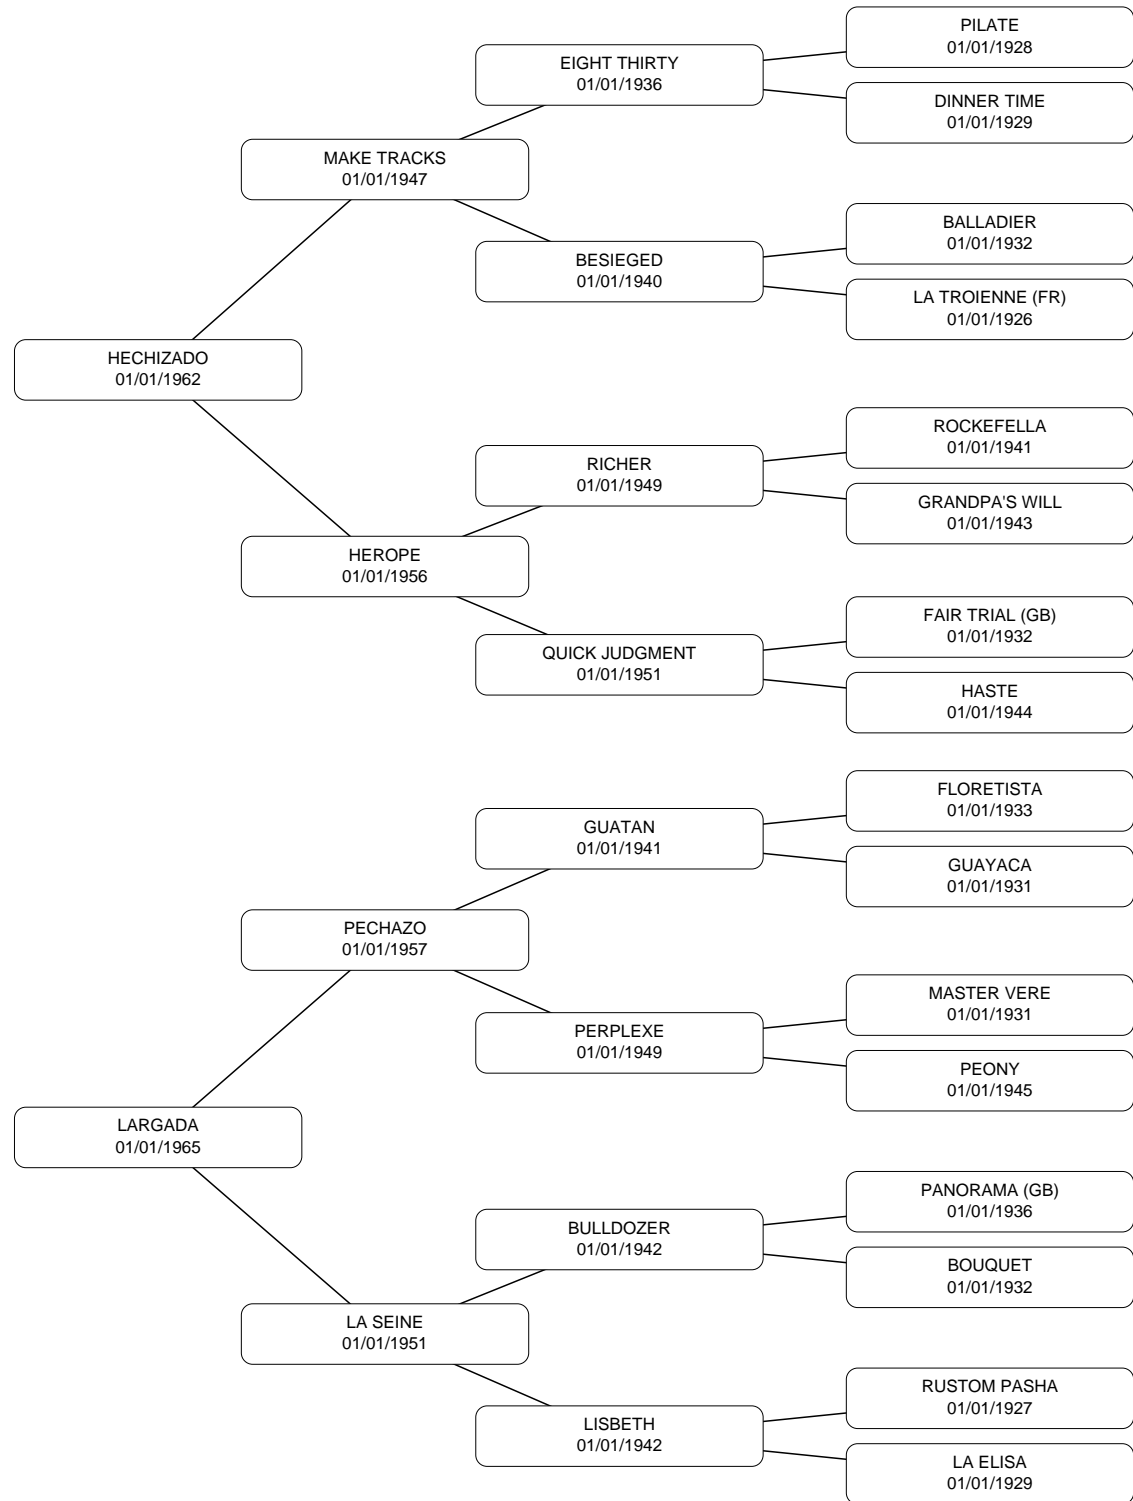 PILATE
01/01/1928
EIGHT THIRTY
01/01/1936
DINNER TIME
01/01/1929
MAKE TRACKS
01/01/1947
BALLADIER
01/01/1932
BESIEGED
01/01/1940
LA TROIENNE (FR)
01/01/1926
HECHIZADO
01/01/1962
ROCKEFELLA
01/01/1941
RICHER
01/01/1949
GRANDPA'S WILL
01/01/1943
HEROPE
01/01/1956
FAIR TRIAL (GB)
01/01/1932
QUICK JUDGMENT
01/01/1951
HASTE
01/01/1944
FLORETISTA
01/01/1933
GUATAN
01/01/1941
GUAYACA
01/01/1931
PECHAZO
01/01/1957
MASTER VERE
01/01/1931
PERPLEXE
01/01/1949
PEONY
01/01/1945
LARGADA
01/01/1965
PANORAMA (GB)
01/01/1936
BULLDOZER
01/01/1942
BOUQUET
01/01/1932
LA SEINE
01/01/1951
RUSTOM PASHA
01/01/1927
LISBETH
01/01/1942
LA ELISA
01/01/1929